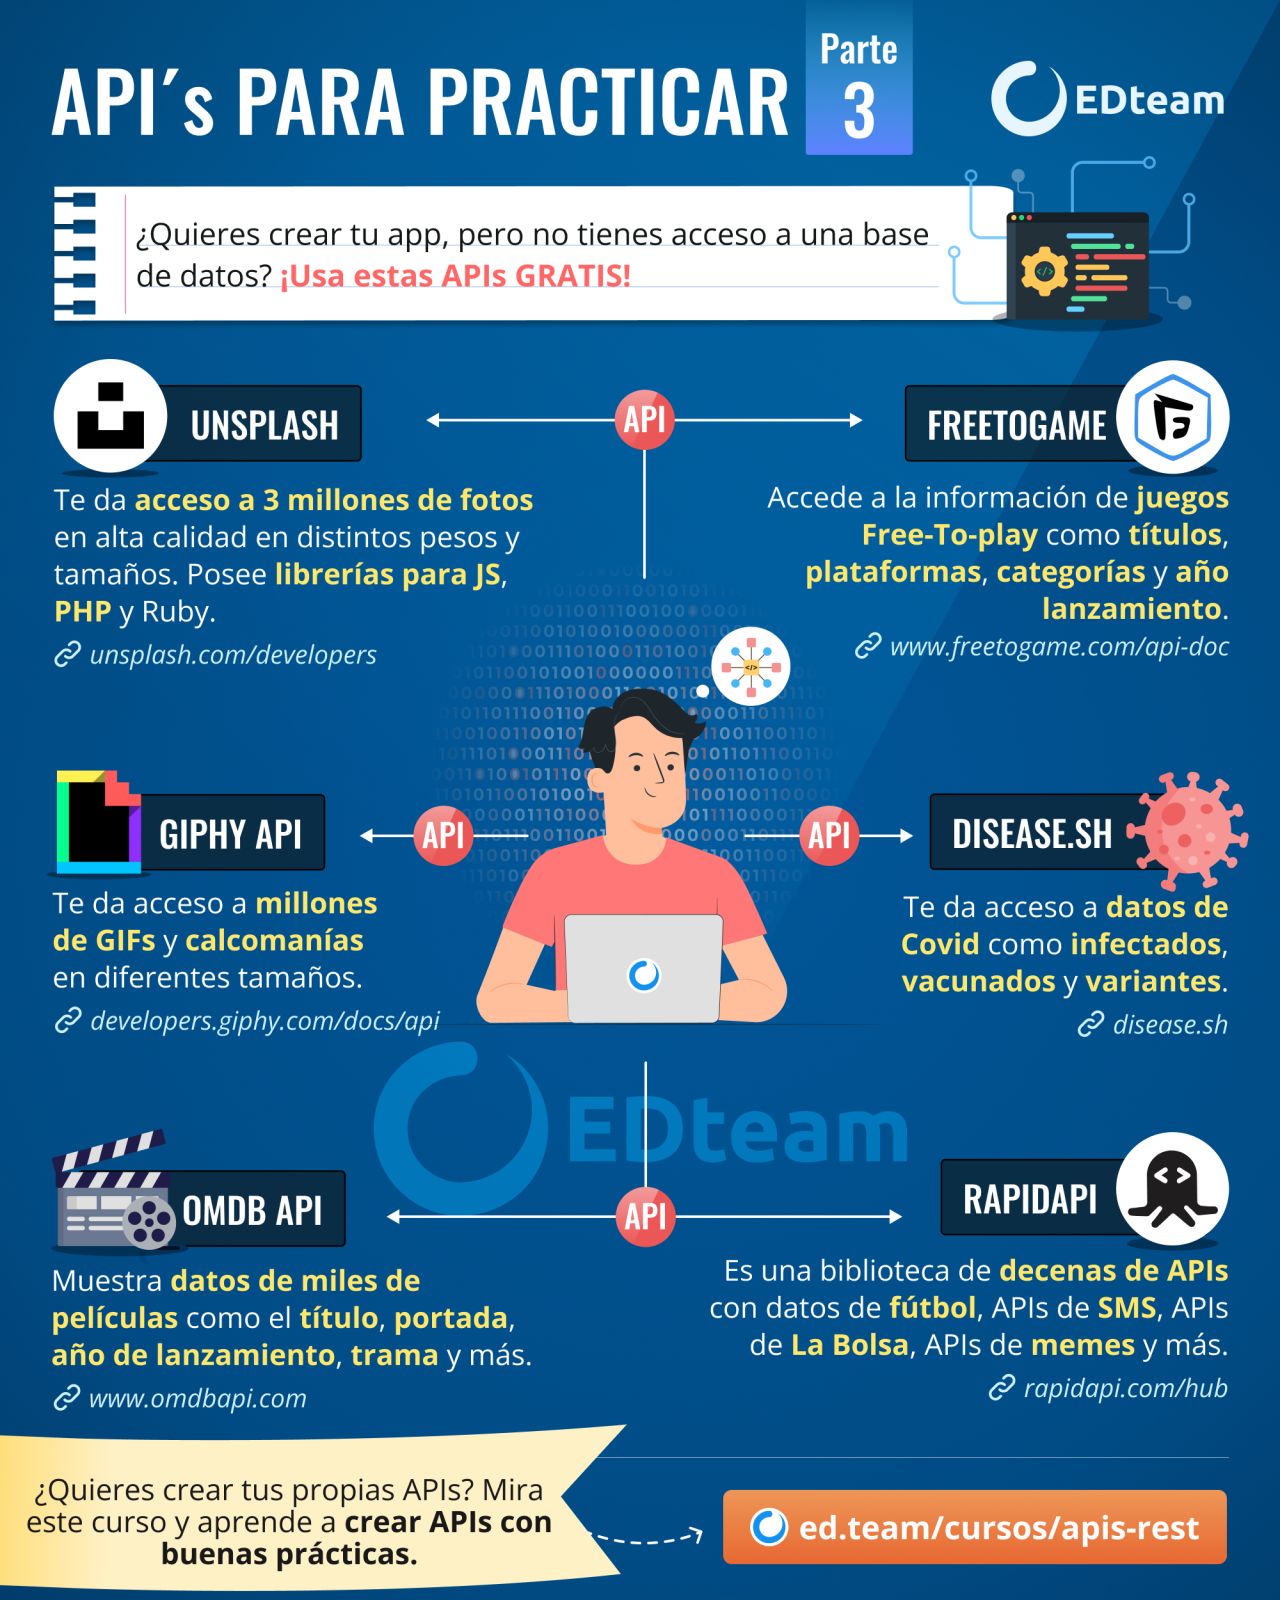 API´s PARA PRACTICAR
Parte
3
EDteam
¿Quieres crear tu app, pero no tienes acceso a una base
de datos? ¡Usa estas APIs GRATIS!
UNSPLASH
Te da acceso a 3 millones de fotos
en alta calidad en distintos pesos y
tamaños. Posee librerías para JS,
PHP y Ruby.
unsplash.com/developers
API
FREETOGAME
Accede a la información de juegos
Free-To-play como títulos,
plataformas, categorías y año
lanzamiento.
www.freetogame.com/api-doc
GIPHY API
Te da acceso a millones
de GIFs y calcomanías
en diferentes tamaños.
developers.giphy.com/docs/api
API
API
DISEASE.SH
Te da acceso a datos de
Covid como infectados,
vacunados y variantes.
disease.sh
EDteam
OMDB API
Muestra datos de miles de
películas como el título, portada,
año de lanzamiento, trama y más.
www.omdbapi.com
API
RAPIDAPI
Es una biblioteca de decenas de APIs
con datos de fútbol, APIs de SMS, APIs
de La Bolsa, APIs de memes y más.
rapidapi.com/hub
¿Quieres crear tus propias APIs? Mira
este curso y aprende a crear APIs con
buenas prácticas.
ed.team/cursos/apis-rest